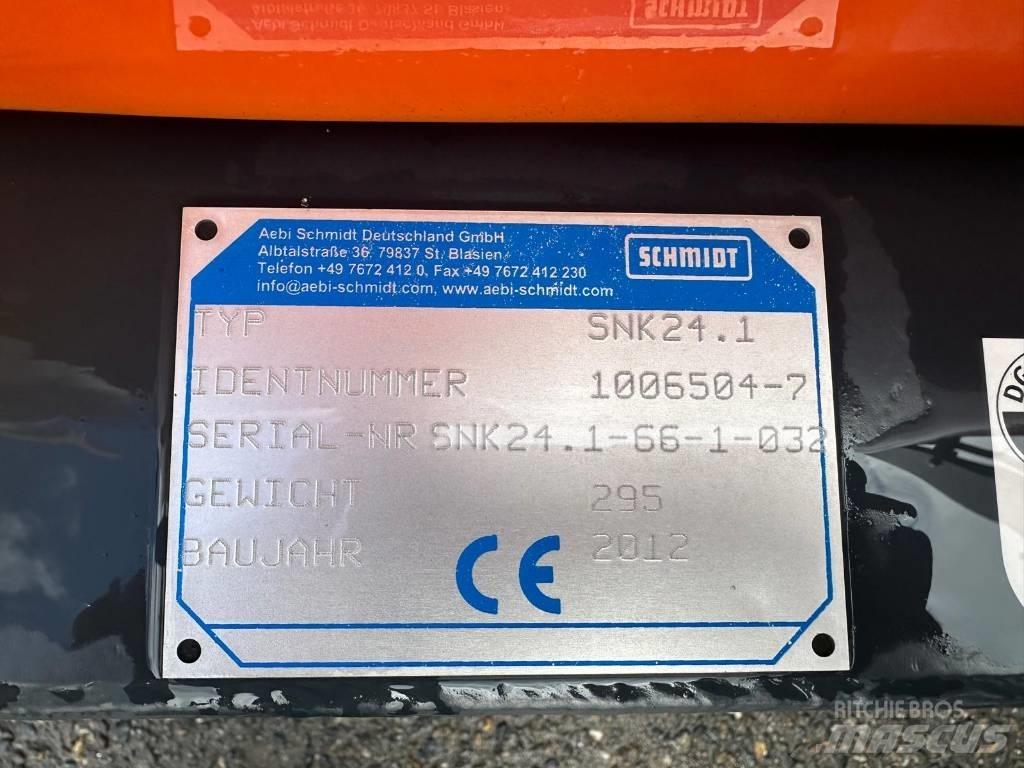 Aebi Schmidt Deutschland GmbH
Albtalstraße 36, 79837 St. Blasien
Telefon +49 7672 412 0, Fax +49 7672 412 230
info@aebi-schmidt.com, www.aebi-schmidt.com
SCHMIDT
TYP SNK24.1
IDENTNUMMER 1006504-7
SERIAL-NR SNK24.1-66-1-032
GEWICHT 295
BAUJAHR 2012
CE
DG
RITCHIE BROS.
MASCUS